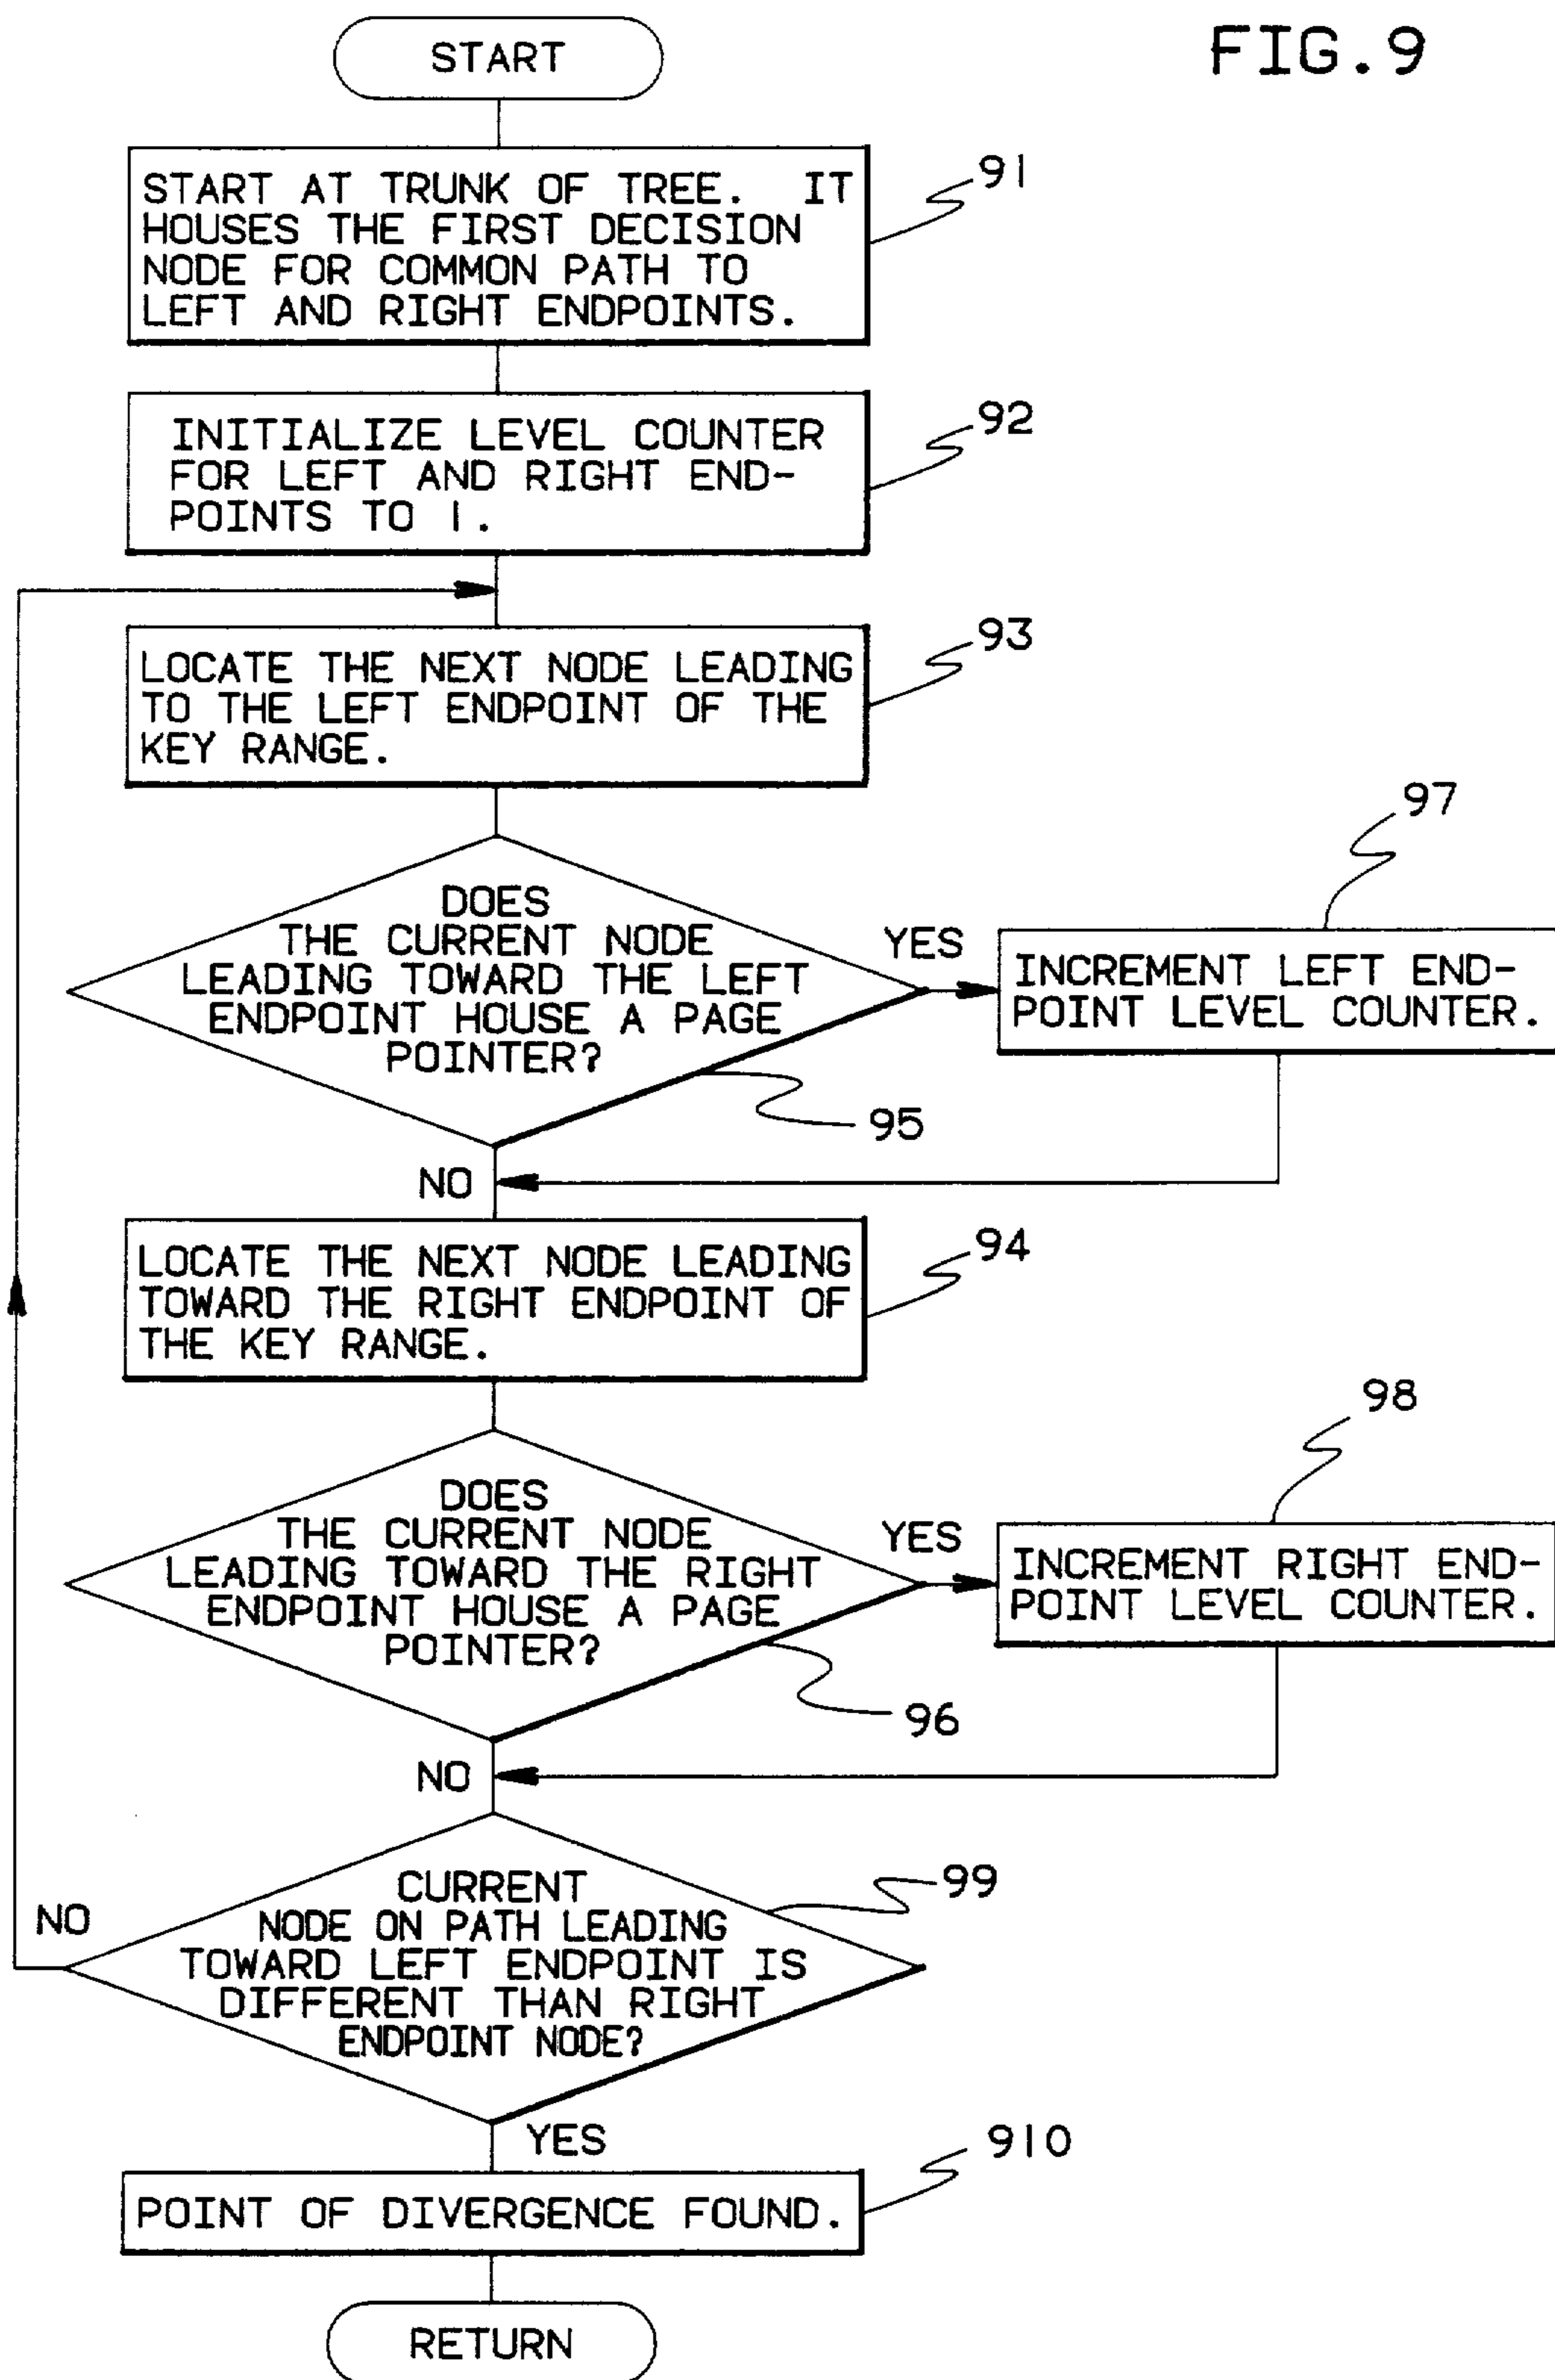 FIG.9
START
START AT TRUNK OF TREE. IT
HOUSES THE FIRST DECISION
NODE FOR COMMON PATH TO
LEFT AND RIGHT ENDPOINTS.
91
INITIALIZE LEVEL COUNTER
FOR LEFT AND RIGHT END-
POINTS TO 1.
92
LOCATE THE NEXT NODE LEADING
TO THE LEFT ENDPOINT OF THE
KEY RANGE.
93
DOES
THE CURRENT NODE
LEADING TOWARD THE LEFT
ENDPOINT HOUSE A PAGE
POINTER?
95
YES
97
INCREMENT LEFT END-
POINT LEVEL COUNTER.
NO
LOCATE THE NEXT NODE LEADING
TOWARD THE RIGHT ENDPOINT OF
THE KEY RANGE.
94
DOES
THE CURRENT NODE
LEADING TOWARD THE RIGHT
ENDPOINT HOUSE A PAGE
POINTER?
96
YES
98
INCREMENT RIGHT END-
POINT LEVEL COUNTER.
NO
CURRENT
NODE ON PATH LEADING
TOWARD LEFT ENDPOINT IS
DIFFERENT THAN RIGHT
ENDPOINT NODE?
99
NO
YES
POINT OF DIVERGENCE FOUND.
910
RETURN